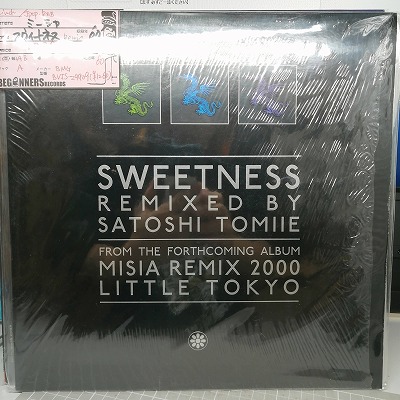 ミーシャ
BEGINNERS RECORDS
SWEETNESS
REMIXED BY
SATOSHI TOMIIE
FROM THE FORTHCOMING ALBUM
MISIA REMIX 2000
LITTLE TOKYO